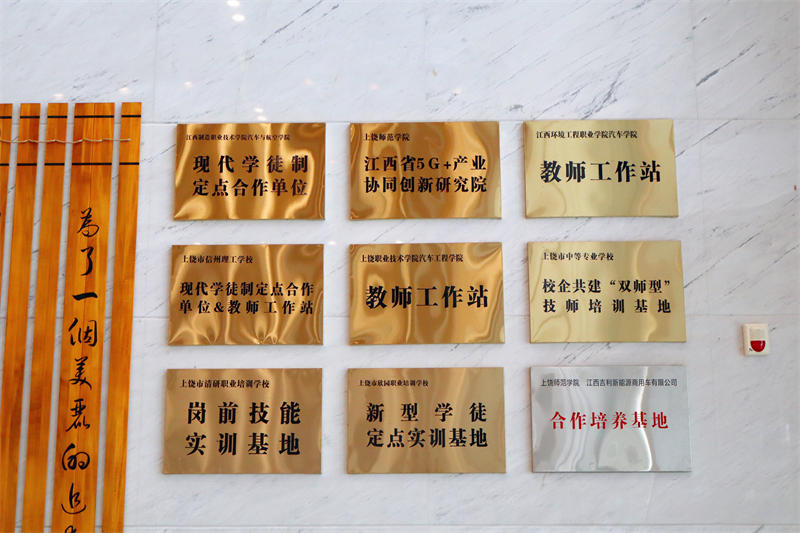 为了一個美麗的追
江西制造职业技术学院汽车与航空学院
现代学徒制
定点合作单位
上饶师范学院
江西省5G+产业
协同创新研究院
江西环境工程职业学院汽车学院
教师工作站
上饶市信州理工学校
现代学徒制定点合作
单位&教师工作站
上饶职业技术学院汽车工程学院
教师工作站
上饶市中等专业学校
校企共建“双师型”
技师培训基地
上饶市清研职业培训学校
岗前技能
实训基地
上饶市欣园职业培训学校
新型学徒
定点实训基地
上饶师范学院 江西吉利新能源商用车有限公司
合作培养基地